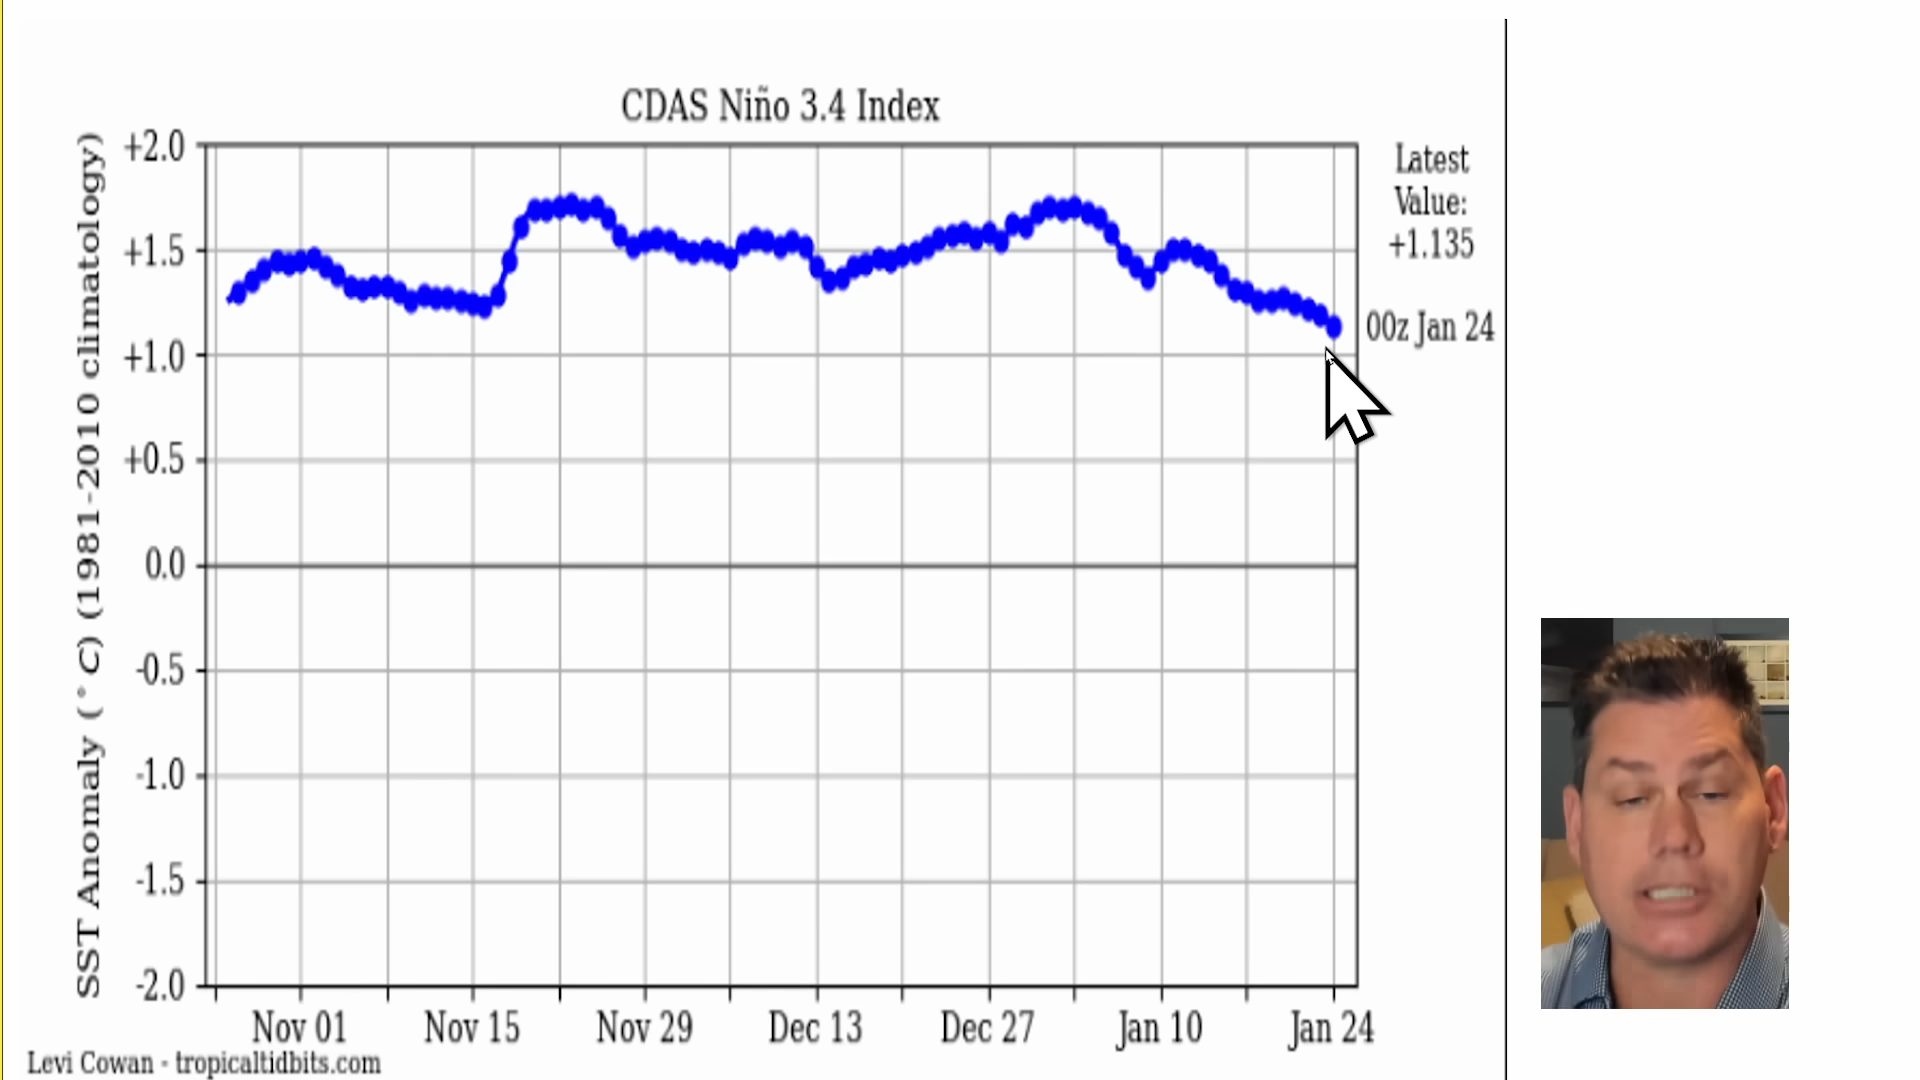 CDAS Niño 3.4 Index
SST Anomaly (°C) (1981-2010 climatology)
+2.0
+1.5
+1.0
+0.5
0.0
-0.5
-1.0
-1.5
-2.0
Latest
Value:
+1.135
00z Jan 24
Nov 01 Nov 15 Nov 29 Dec 13 Dec 27 Jan 10 Jan 24
Levi Cowan - tropicaltidbits.com